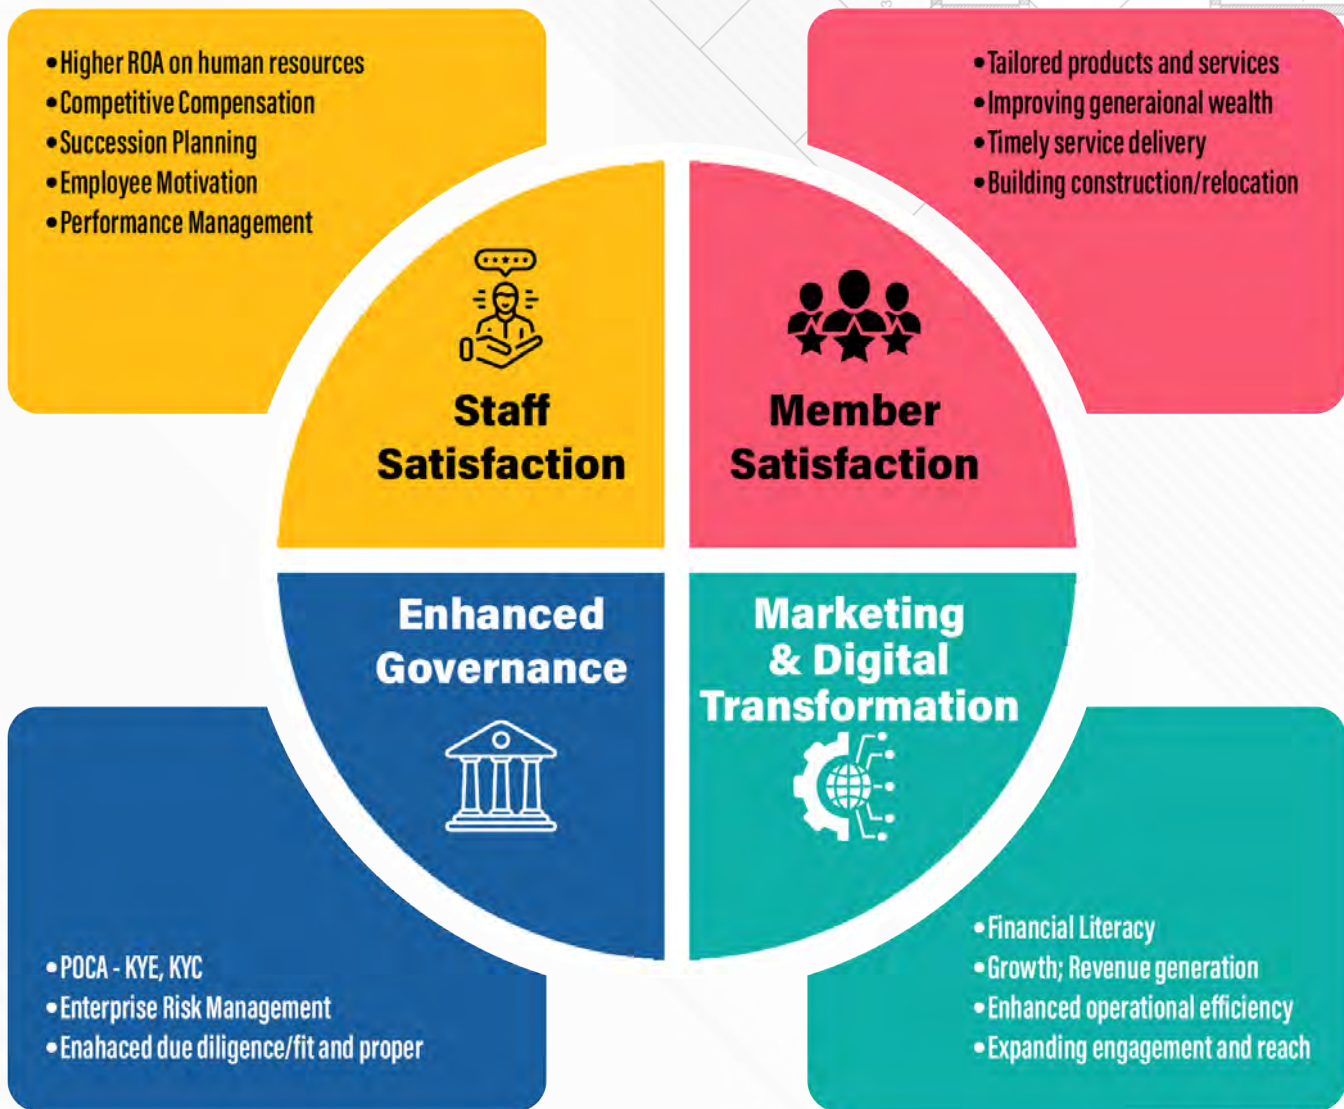 •Higher ROA on human resources
•Competitive Compensation
•Succession Planning
•Employee Motivation
•Performance Management
Staff
Satisfaction
•Tailored products and services
•Improving generaional wealth
•Timely service delivery
•Building construction/relocation
Member
Satisfaction
Enhanced
Governance
•POCA - KYE, KYC
•Enterprise Risk Management
•Enahaced due diligence/fit and proper
Marketing
& Digital
Transformation
•Financial Literacy
•Growth; Revenue generation
•Enhanced operational efficiency
•Expanding engagement and reach